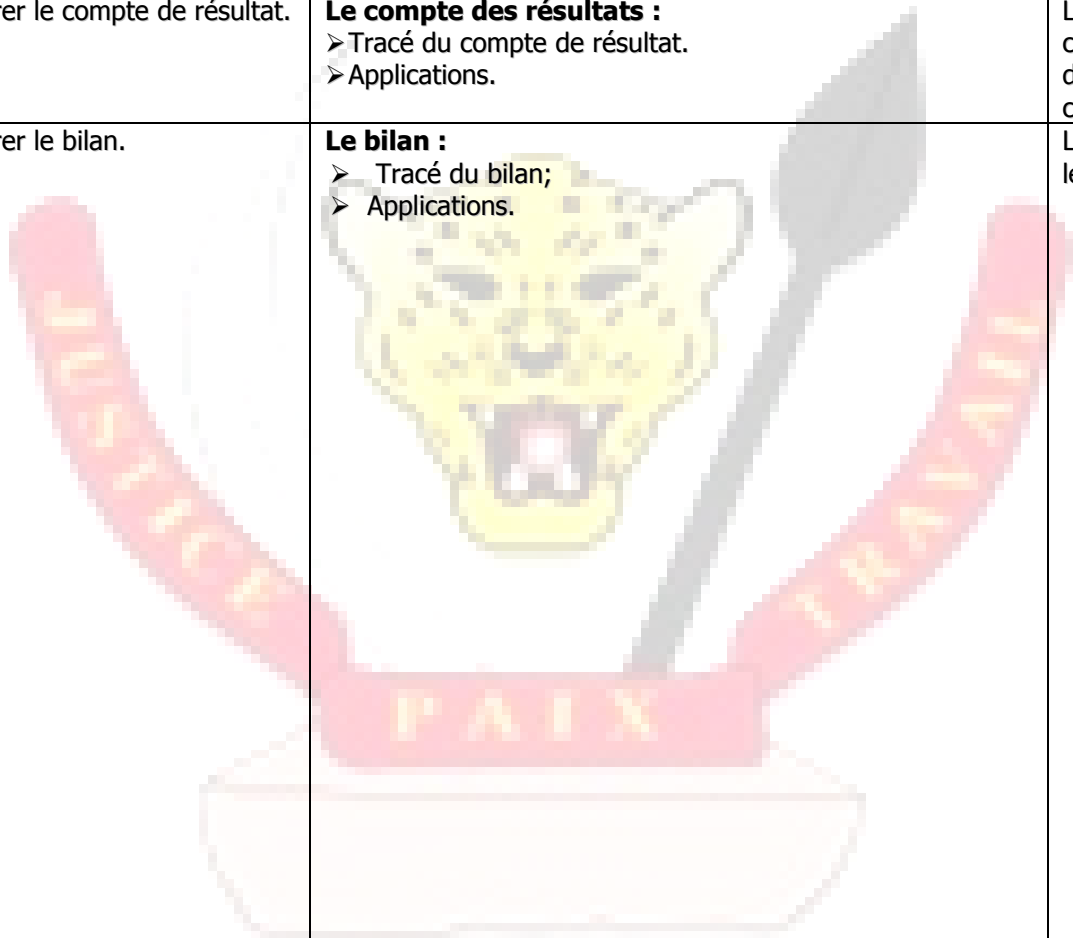 rer le compte de résultat.
Le compte des résultats :
➢Tracé du compte de résultat.
➢Applications.
rer le bilan.
Le bilan :
➢ Tracé du bilan;
➢ Applications.
JUSTICE
PAIX
TRAVAIL